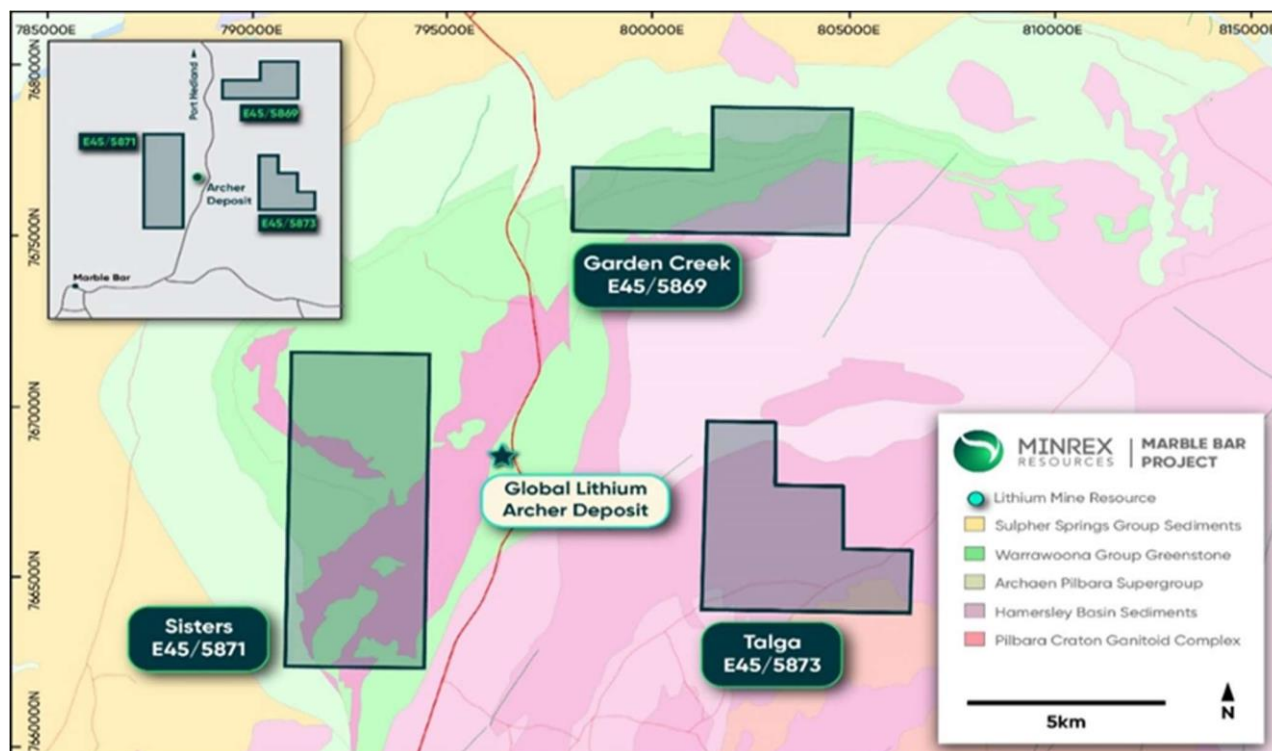 785000E
790000E
795000E
800000E
805000E
810000E
815000E
7680000N
7675000N
7670000N
7665000N
7660000N
Port Hedland
E45/5869
E45/5871
Archer
Deposit
E45/5873
Marble Bar
Garden Creek
E45/5869
Global Lithium
Archer Deposit
Sisters
E45/5871
Talga
E45/5873
MINREX
RESOURCES
MARBLE BAR
PROJECT
Lithium Mine Resource
Sulpher Springs Group Sediments
Warrawoona Group Greenstone
Archaen Pilbara Supergroup
Hamersley Basin Sediments
Pilbara Craton Ganitoid Complex
5km
N